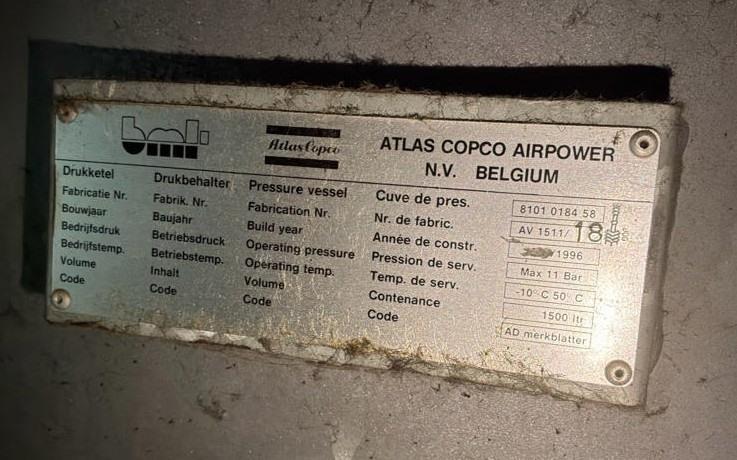 Atlas Copco
ATLAS COPCO AIRPOWER
N.V. BELGIUM
Drukketel Drukbehalter Pressure vessel Cuve de pres. 8101 0184 58
Fabricatie Nr. Fabrik. Nr. Fabrication Nr. Nr. de fabric. AV 1511/18
Bouwjaar Baujahr Build year Année de constr. 1996
Bedrijfsdruk Betriebsdruck Operating pressure Pression de serv. Max 11 Bar
Bedrijfstemp. Betriebstemp. Operating temp. Temp. de serv. -10° C 50° C
Volume Inhalt Volume Contenance 1500 ltr
Code Code Code Code AD merkblatter